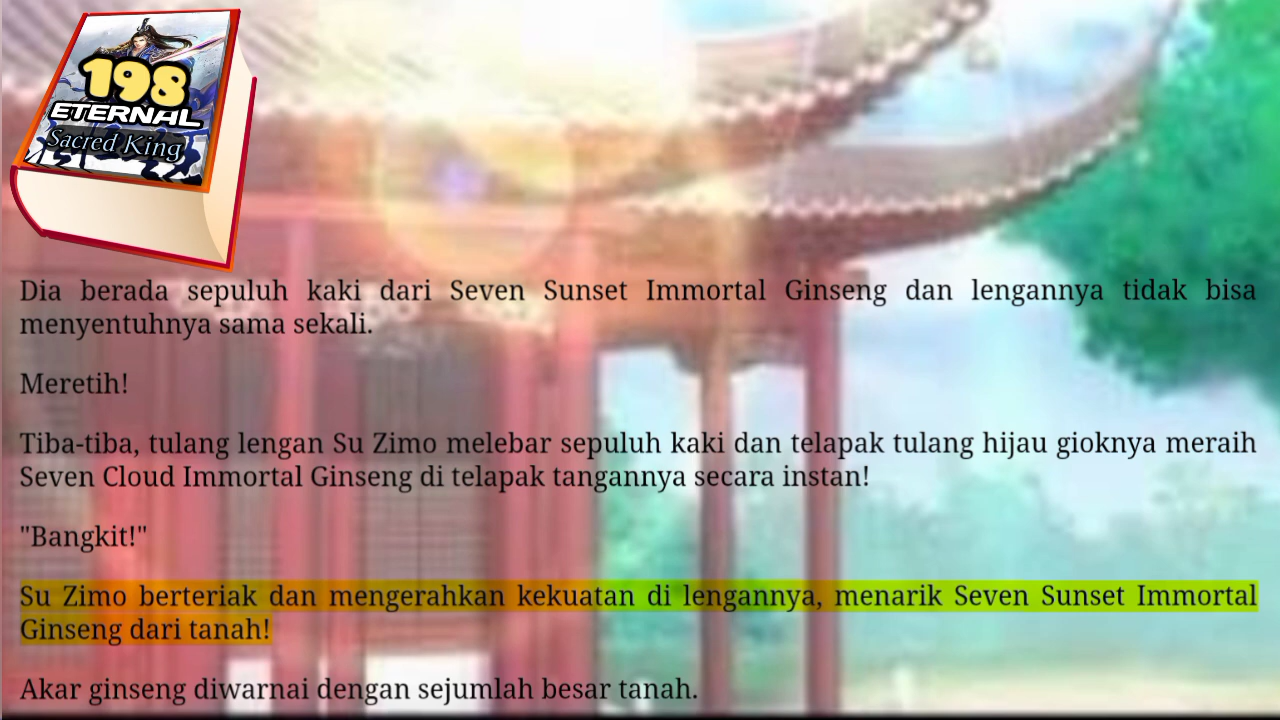 198
ETERNAL
Sacred King
Dia berada sepuluh kaki dari Seven Sunset Immortal Ginseng dan lengannya tidak bisa
menyentuhnya sama sekali.
Meretih!
Tiba-tiba, tulang lengan Su Zimo melebar sepuluh kaki dan telapak tulang hijau gioknya meraih
Seven Cloud Immortal Ginseng di telapak tangannya secara instan!
"Bangkit!"
Su Zimo berteriak dan mengerahkan kekuatan di lengannya, menarik Seven Sunset Immortal
Ginseng dari tanah!
Akar ginseng diwarnai dengan sejumlah besar tanah.